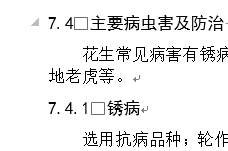 7.4 主要病虫害及防治
花生常见病害有锈病
地老虎等。
7.4.1 锈病
选用抗病品种；轮作